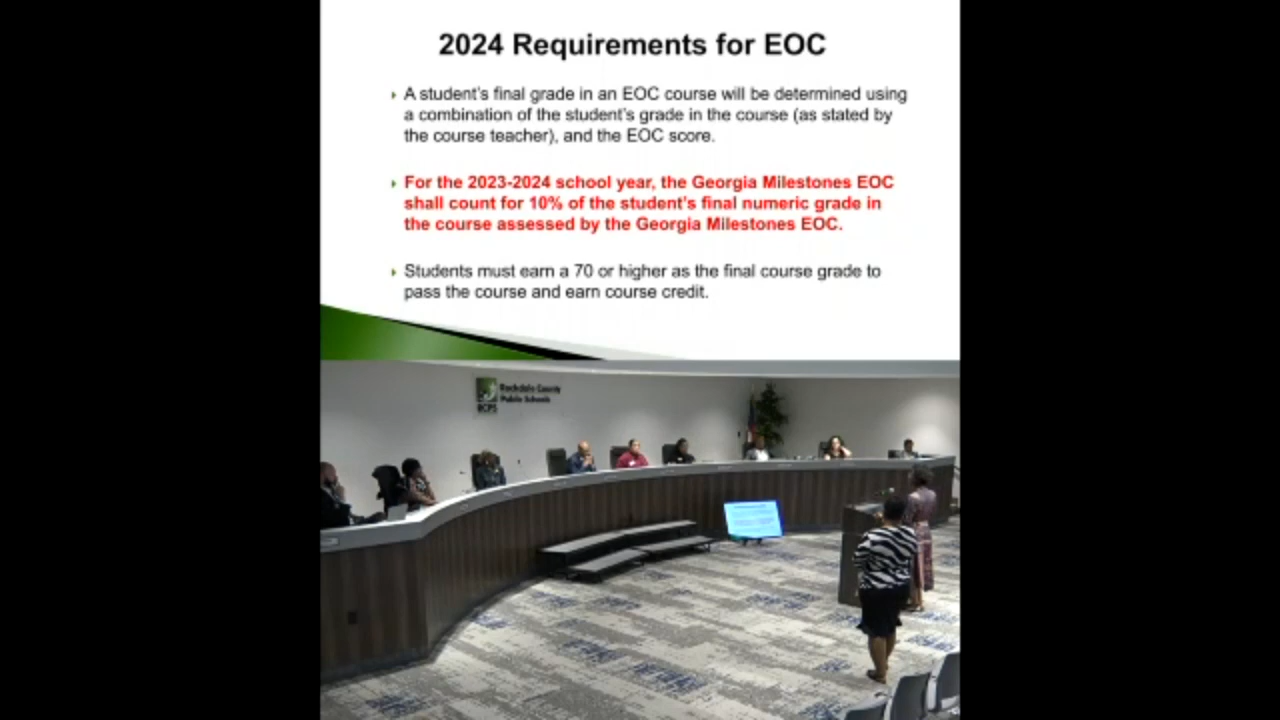 2024 Requirements for EOC
A student's final grade in an EOC course will be determined using
a combination of the student's grade in the course (as stated by
the course teacher), and the EOC score.
For the 2023-2024 school year, the Georgia Milestones EOC
shall count for 10% of the student's final numeric grade in
the course assessed by the Georgia Milestones EOC.
Students must earn a 70 or higher as the final course grade to
pass the course and earn course credit.
Rockdale County
Public Schools
RCPS